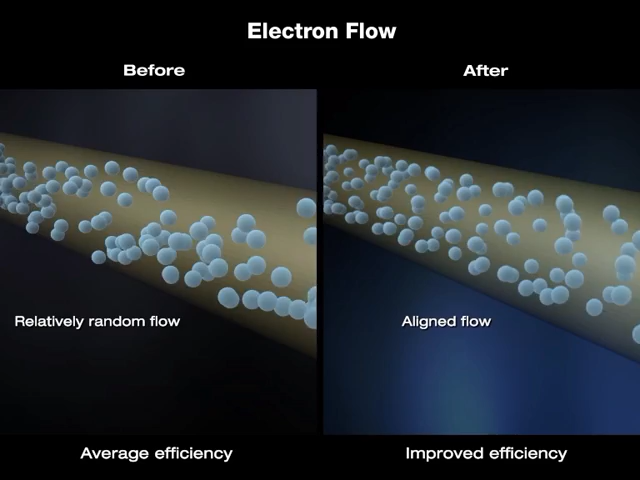 Electron Flow
Before
After
Relatively random flow
Aligned flow
Average efficiency
Improved efficiency